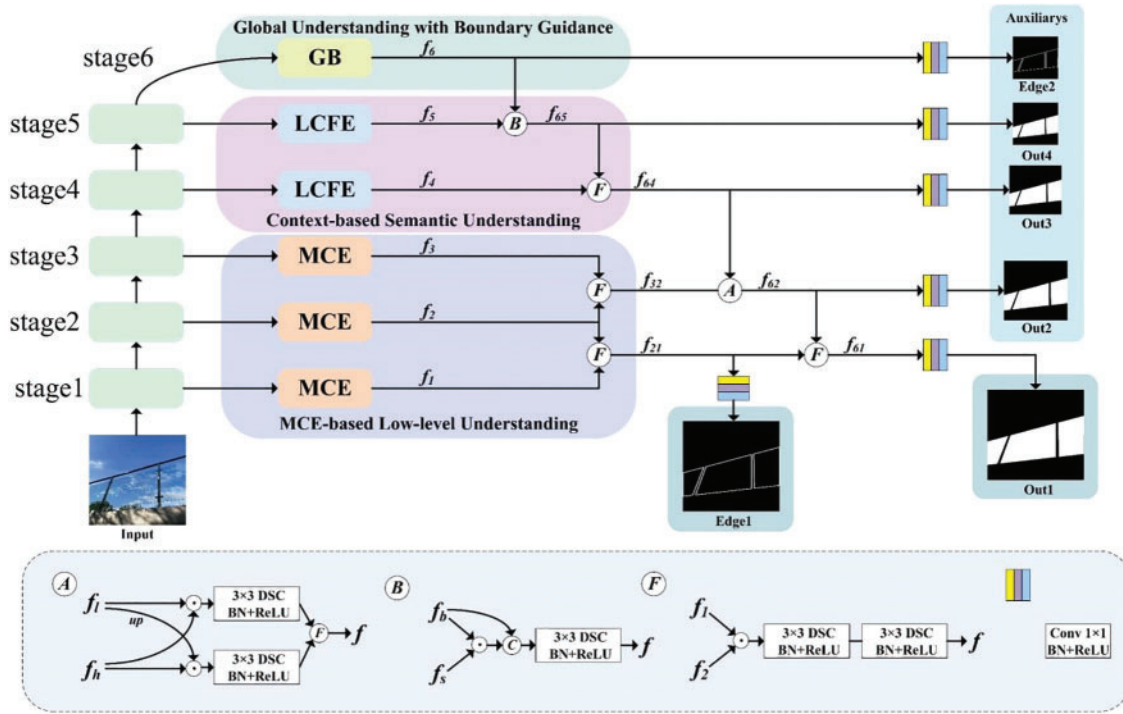 Global Understanding with Boundary Guidance
Auxiliarys
stage6
GB
f6
Edge2
stage5
LCFE
f5
B
f65
Out4
stage4
LCFE
f4
F
f64
Out3
Context-based Semantic Understanding
stage3
MCE
f3
F
f32
A
f62
Out2
stage2
MCE
f2
F
f21
F
f61
stage1
MCE
f1
MCE-based Low-level Understanding
Input
Edge1
Out1
A
fl
up
fh
3×3 DSC
BN+ReLU
3×3 DSC
BN+ReLU
F
f
B
fb
fs
C
3×3 DSC
BN+ReLU
f
F
f1
f2
3×3 DSC
BN+ReLU
3×3 DSC
BN+ReLU
f
Conv 1×1
BN+ReLU